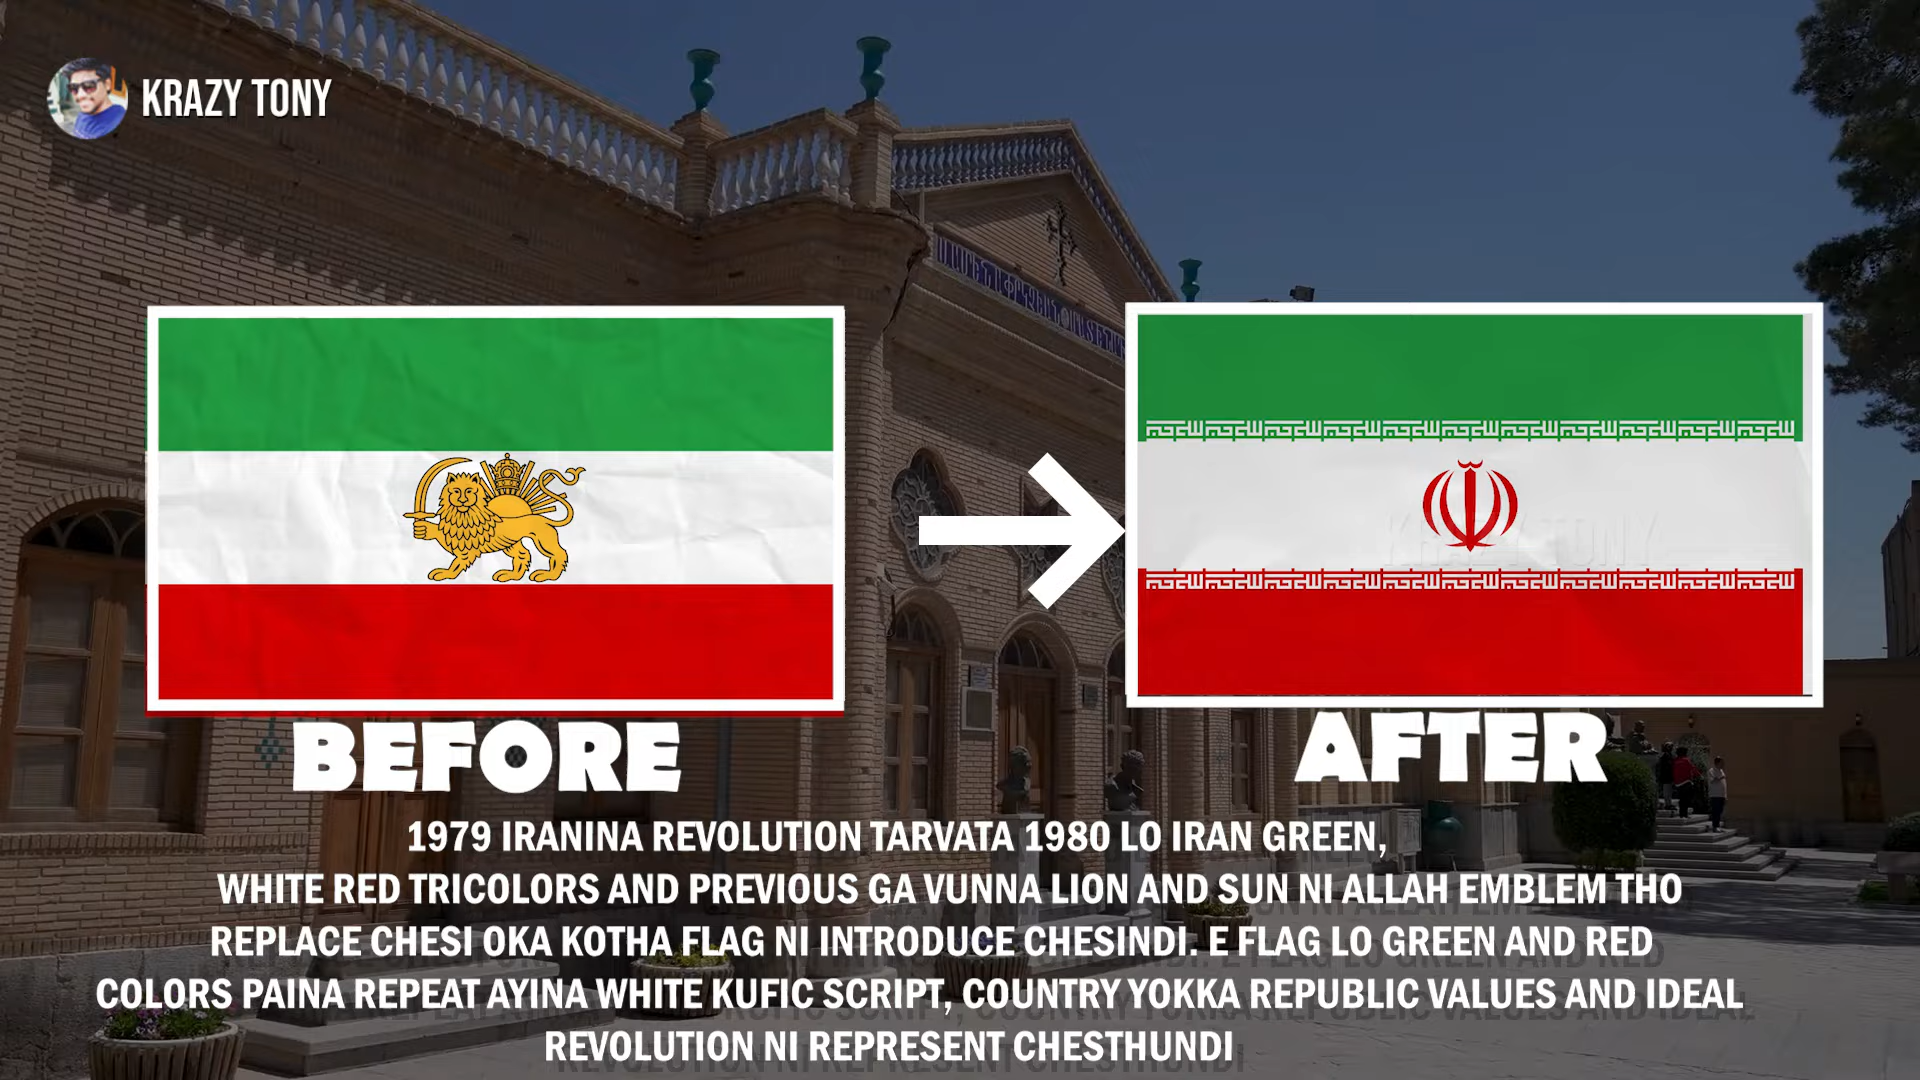 KRAZY TONY
BEFORE
AFTER
1979 IRANINA REVOLUTION TARVATA 1980 LO IRAN GREEN,
WHITE RED TRICOLORS AND PREVIOUS GA VUNNA LION AND SUN NI ALLAH EMBLEM THO
REPLACE CHESI OKA KOTHA FLAG NI INTRODUCE CHESINDI. E FLAG LO GREEN AND RED
COLORS PAINA REPEAT AYINA WHITE KUFIC SCRIPT, COUNTRY YOKKA REPUBLIC VALUES AND IDEAL
REVOLUTION NI REPRESENT CHESTHUNDI